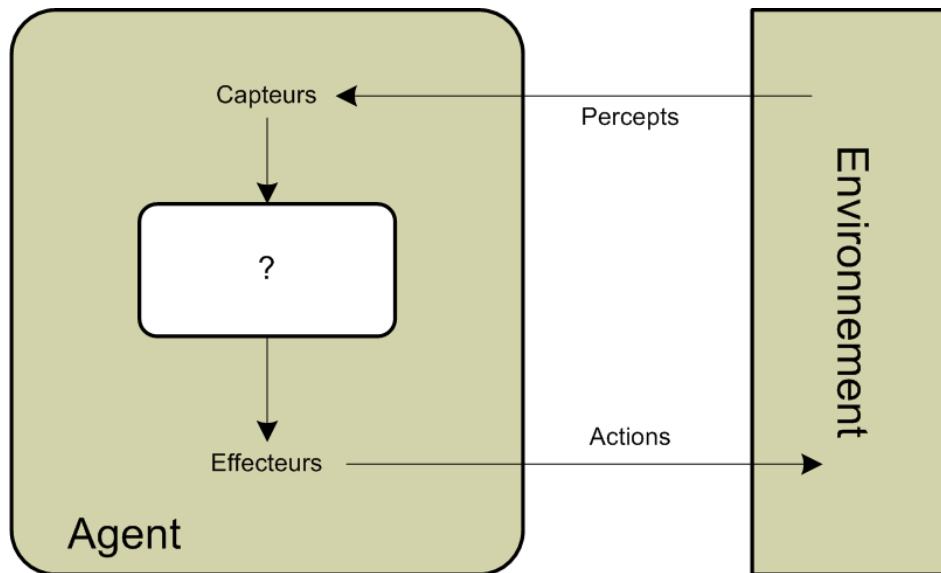 Capteurs
Percepts
Environnement
?
Actions
Effecteurs
Agent